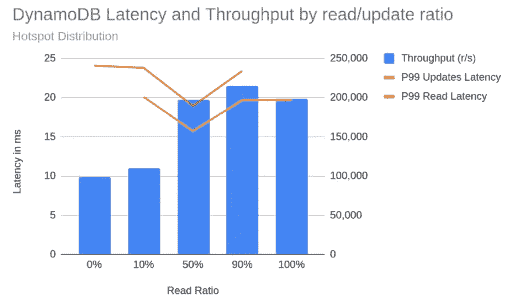 DynamoDB Latency and Throughput by read/update ratio
Hotspot Distribution
Throughput (r/s)
P99 Updates Latency
P99 Read Latency
Latency in ms
25
20
15
10
5
0
250,000
200,000
150,000
100,000
50,000
0
0% 10% 50% 90% 100%
Read Ratio